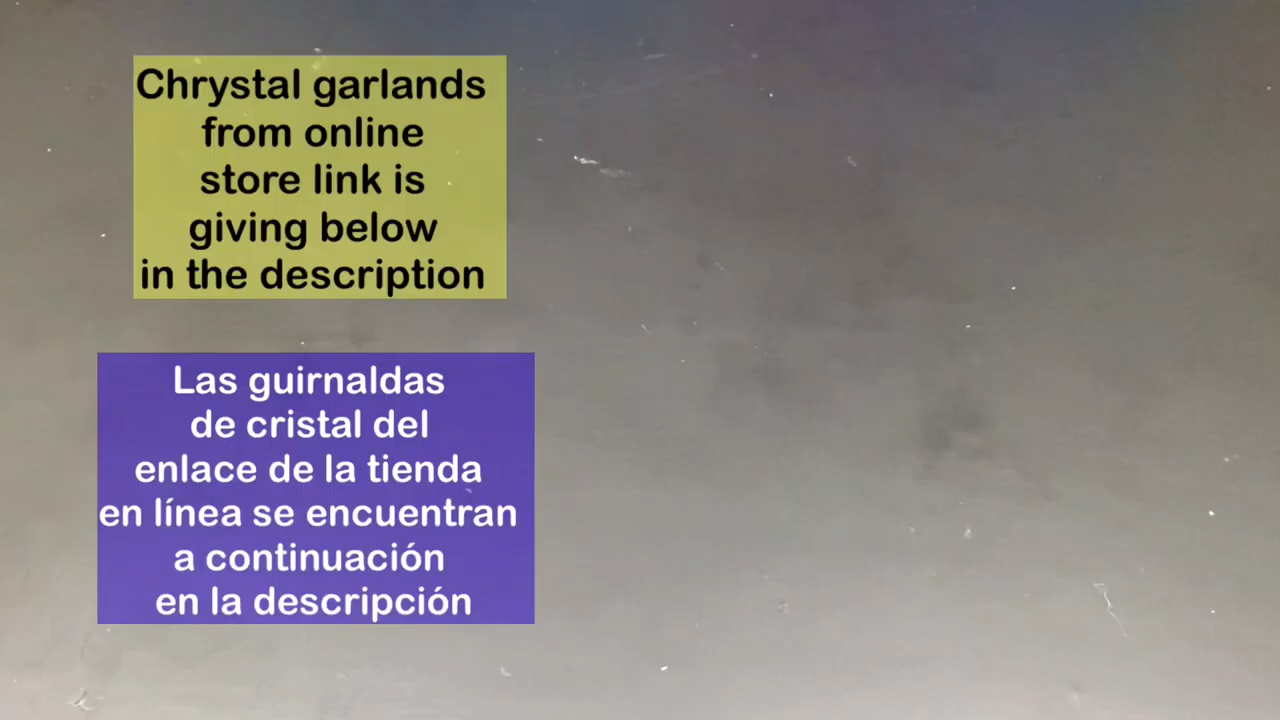 Chrystal garlands
from online
store link is
giving below
in the description
Las guirnaldas
de cristal del
enlace de la tienda
en línea se encuentran
a continuación
en la descripción